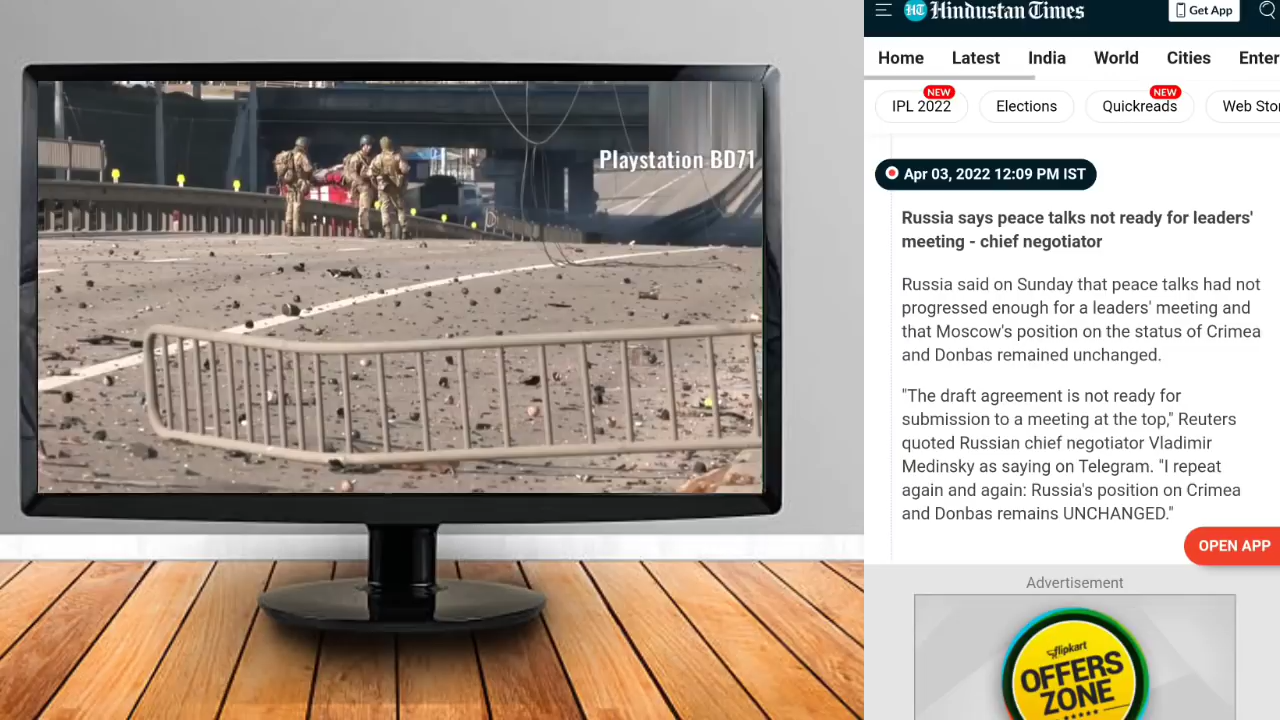 Playstation BD71
HT Hindustan Times
Get App
Home Latest India World Cities Enter
NEW
NEW
IPL 2022 Elections Quickreads Web Sto
Apr 03, 2022 12:09 PM IST
Russia says peace talks not ready for leaders'
meeting - chief negotiator
Russia said on Sunday that peace talks had not
progressed enough for a leaders' meeting and
that Moscow's position on the status of Crimea
and Donbas remained unchanged.
"The draft agreement is not ready for
submission to a meeting at the top," Reuters
quoted Russian chief negotiator Vladimir
Medinsky as saying on Telegram. "I repeat
again and again: Russia's position on Crimea
and Donbas remains UNCHANGED."
OPEN APP
Advertisement
flipkart
OFFERS
ZONE